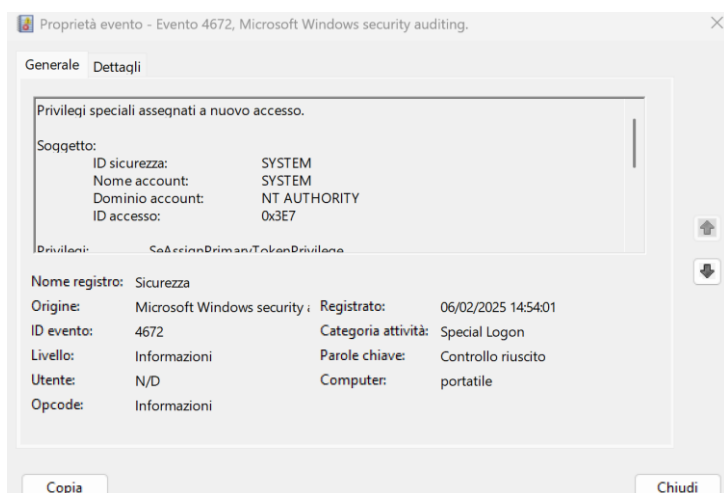 Proprietà evento - Evento 4672, Microsoft Windows security auditing.
Generale Dettagli
Privilegi speciali assegnati a nuovo accesso.
Soggetto:
ID sicurezza: SYSTEM
Nome account: SYSTEM
Dominio account: NT AUTHORITY
ID accesso: 0x3E7
Privilegi: SeAssignPrimaryTokenPrivilege
Nome registro: Sicurezza
Origine: Microsoft Windows security Registrato: 06/02/2025 14:54:01
ID evento: 4672 Categoria attività: Special Logon
Livello: Informazioni Parole chiave: Controllo riuscito
Utente: N/D Computer: portatile
Opcode: Informazioni
Copia Chiudi